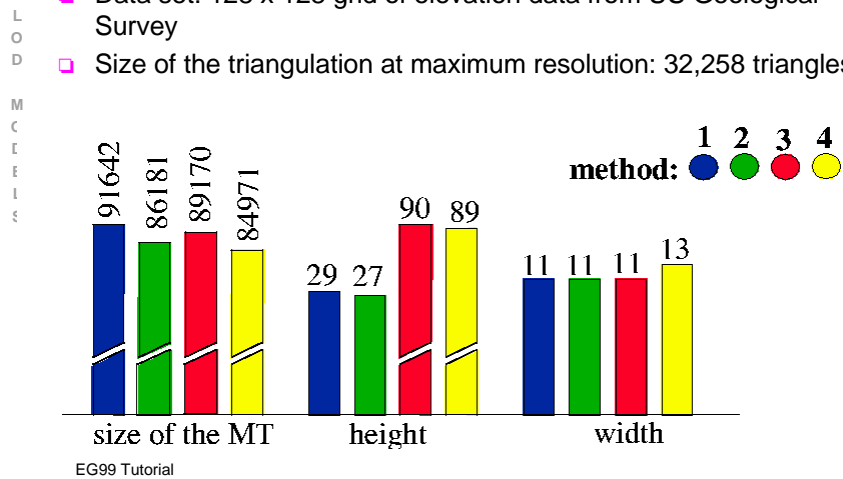 Survey
Size of the triangulation at maximum resolution: 32,258 triangles
L
O
D
M
E
L
1 2 3 4
method:
91642 86181 89170 84971
29 27 90 89
11 11 11 13
size of the MT height width
EG99 Tutorial